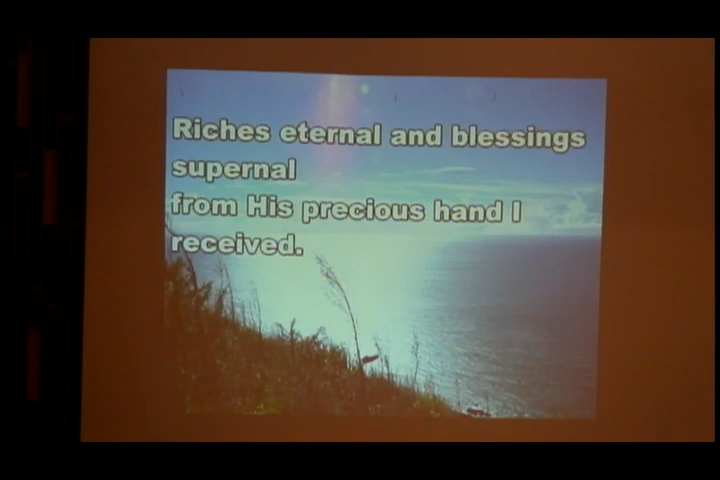 Riches eternal and blessings
supernal
from His precious hand I
received.